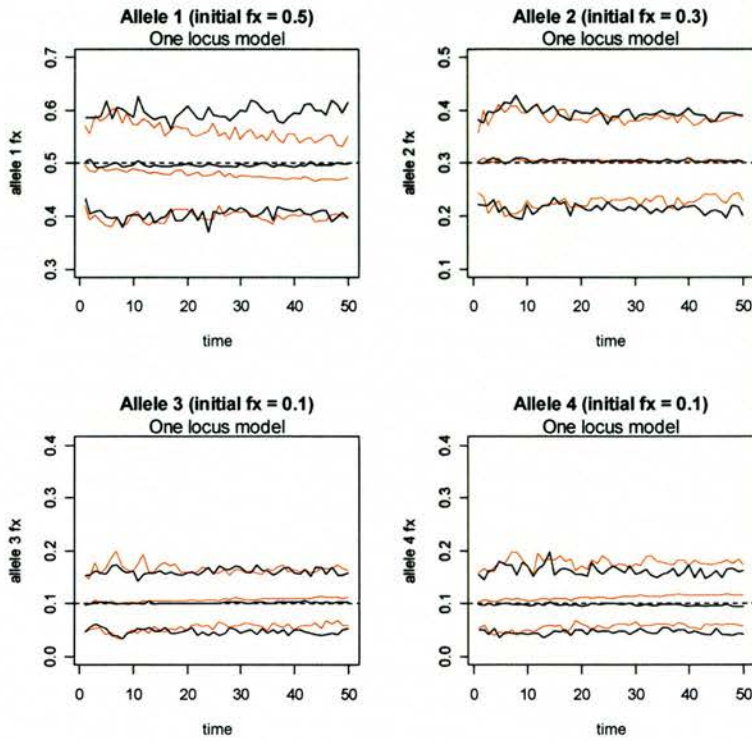 Allele 1 (initial fx = 0.5)
One locus model
allele 1 fx
0.3
0.4
0.5
0.6
0.7
0 10 20 30 40 50
time
Allele 2 (initial fx = 0.3)
One locus model
allele 2 fx
0.1
0.2
0.3
0.4
0.5
0 10 20 30 40 50
time
Allele 3 (initial fx = 0.1)
One locus model
allele 3 fx
0.0
0.1
0.2
0.3
0.4
0 10 20 30 40 50
time
Allele 4 (initial fx = 0.1)
One locus model
allele 4 fx
0.0
0.1
0.2
0.3
0.4
0 10 20 30 40 50
time